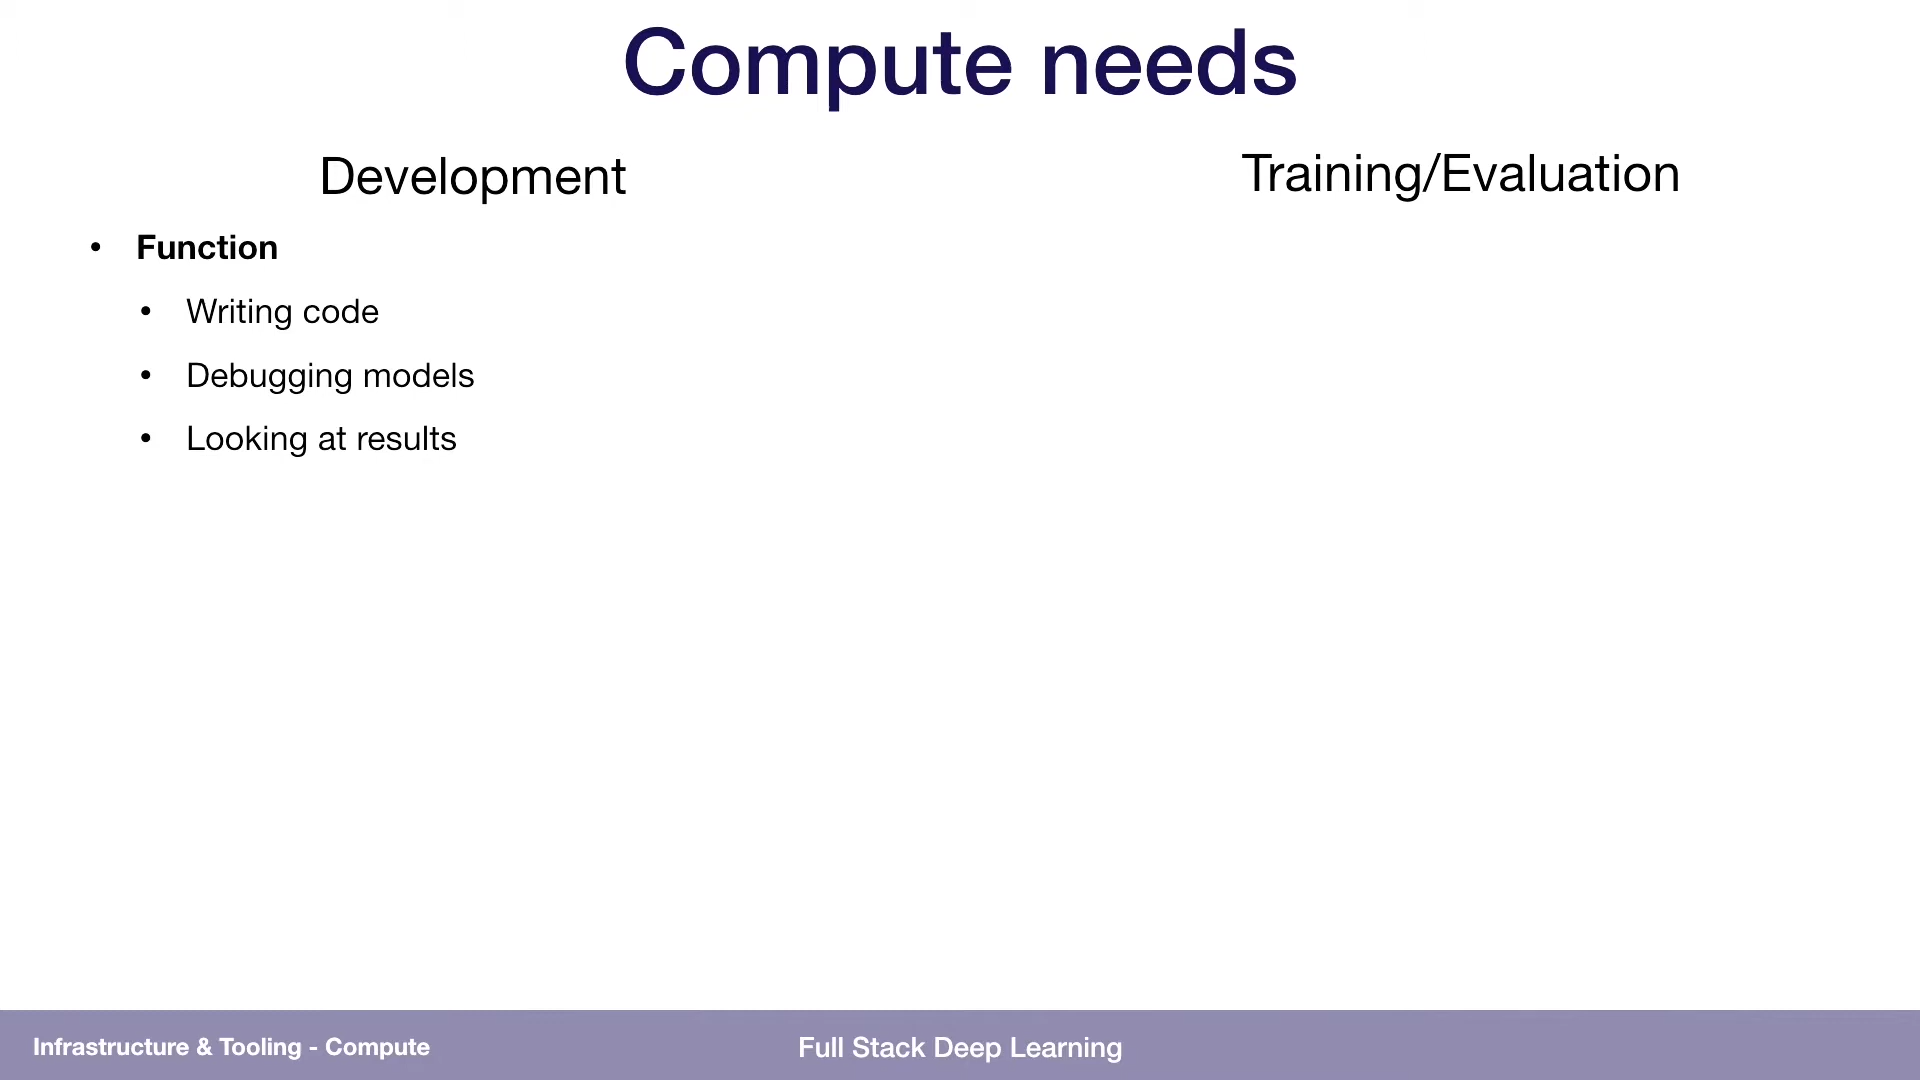 Compute needs
Development
Training/Evaluation
• Function
• Writing code
• Debugging models
• Looking at results
Infrastructure & Tooling - Compute
Full Stack Deep Learning